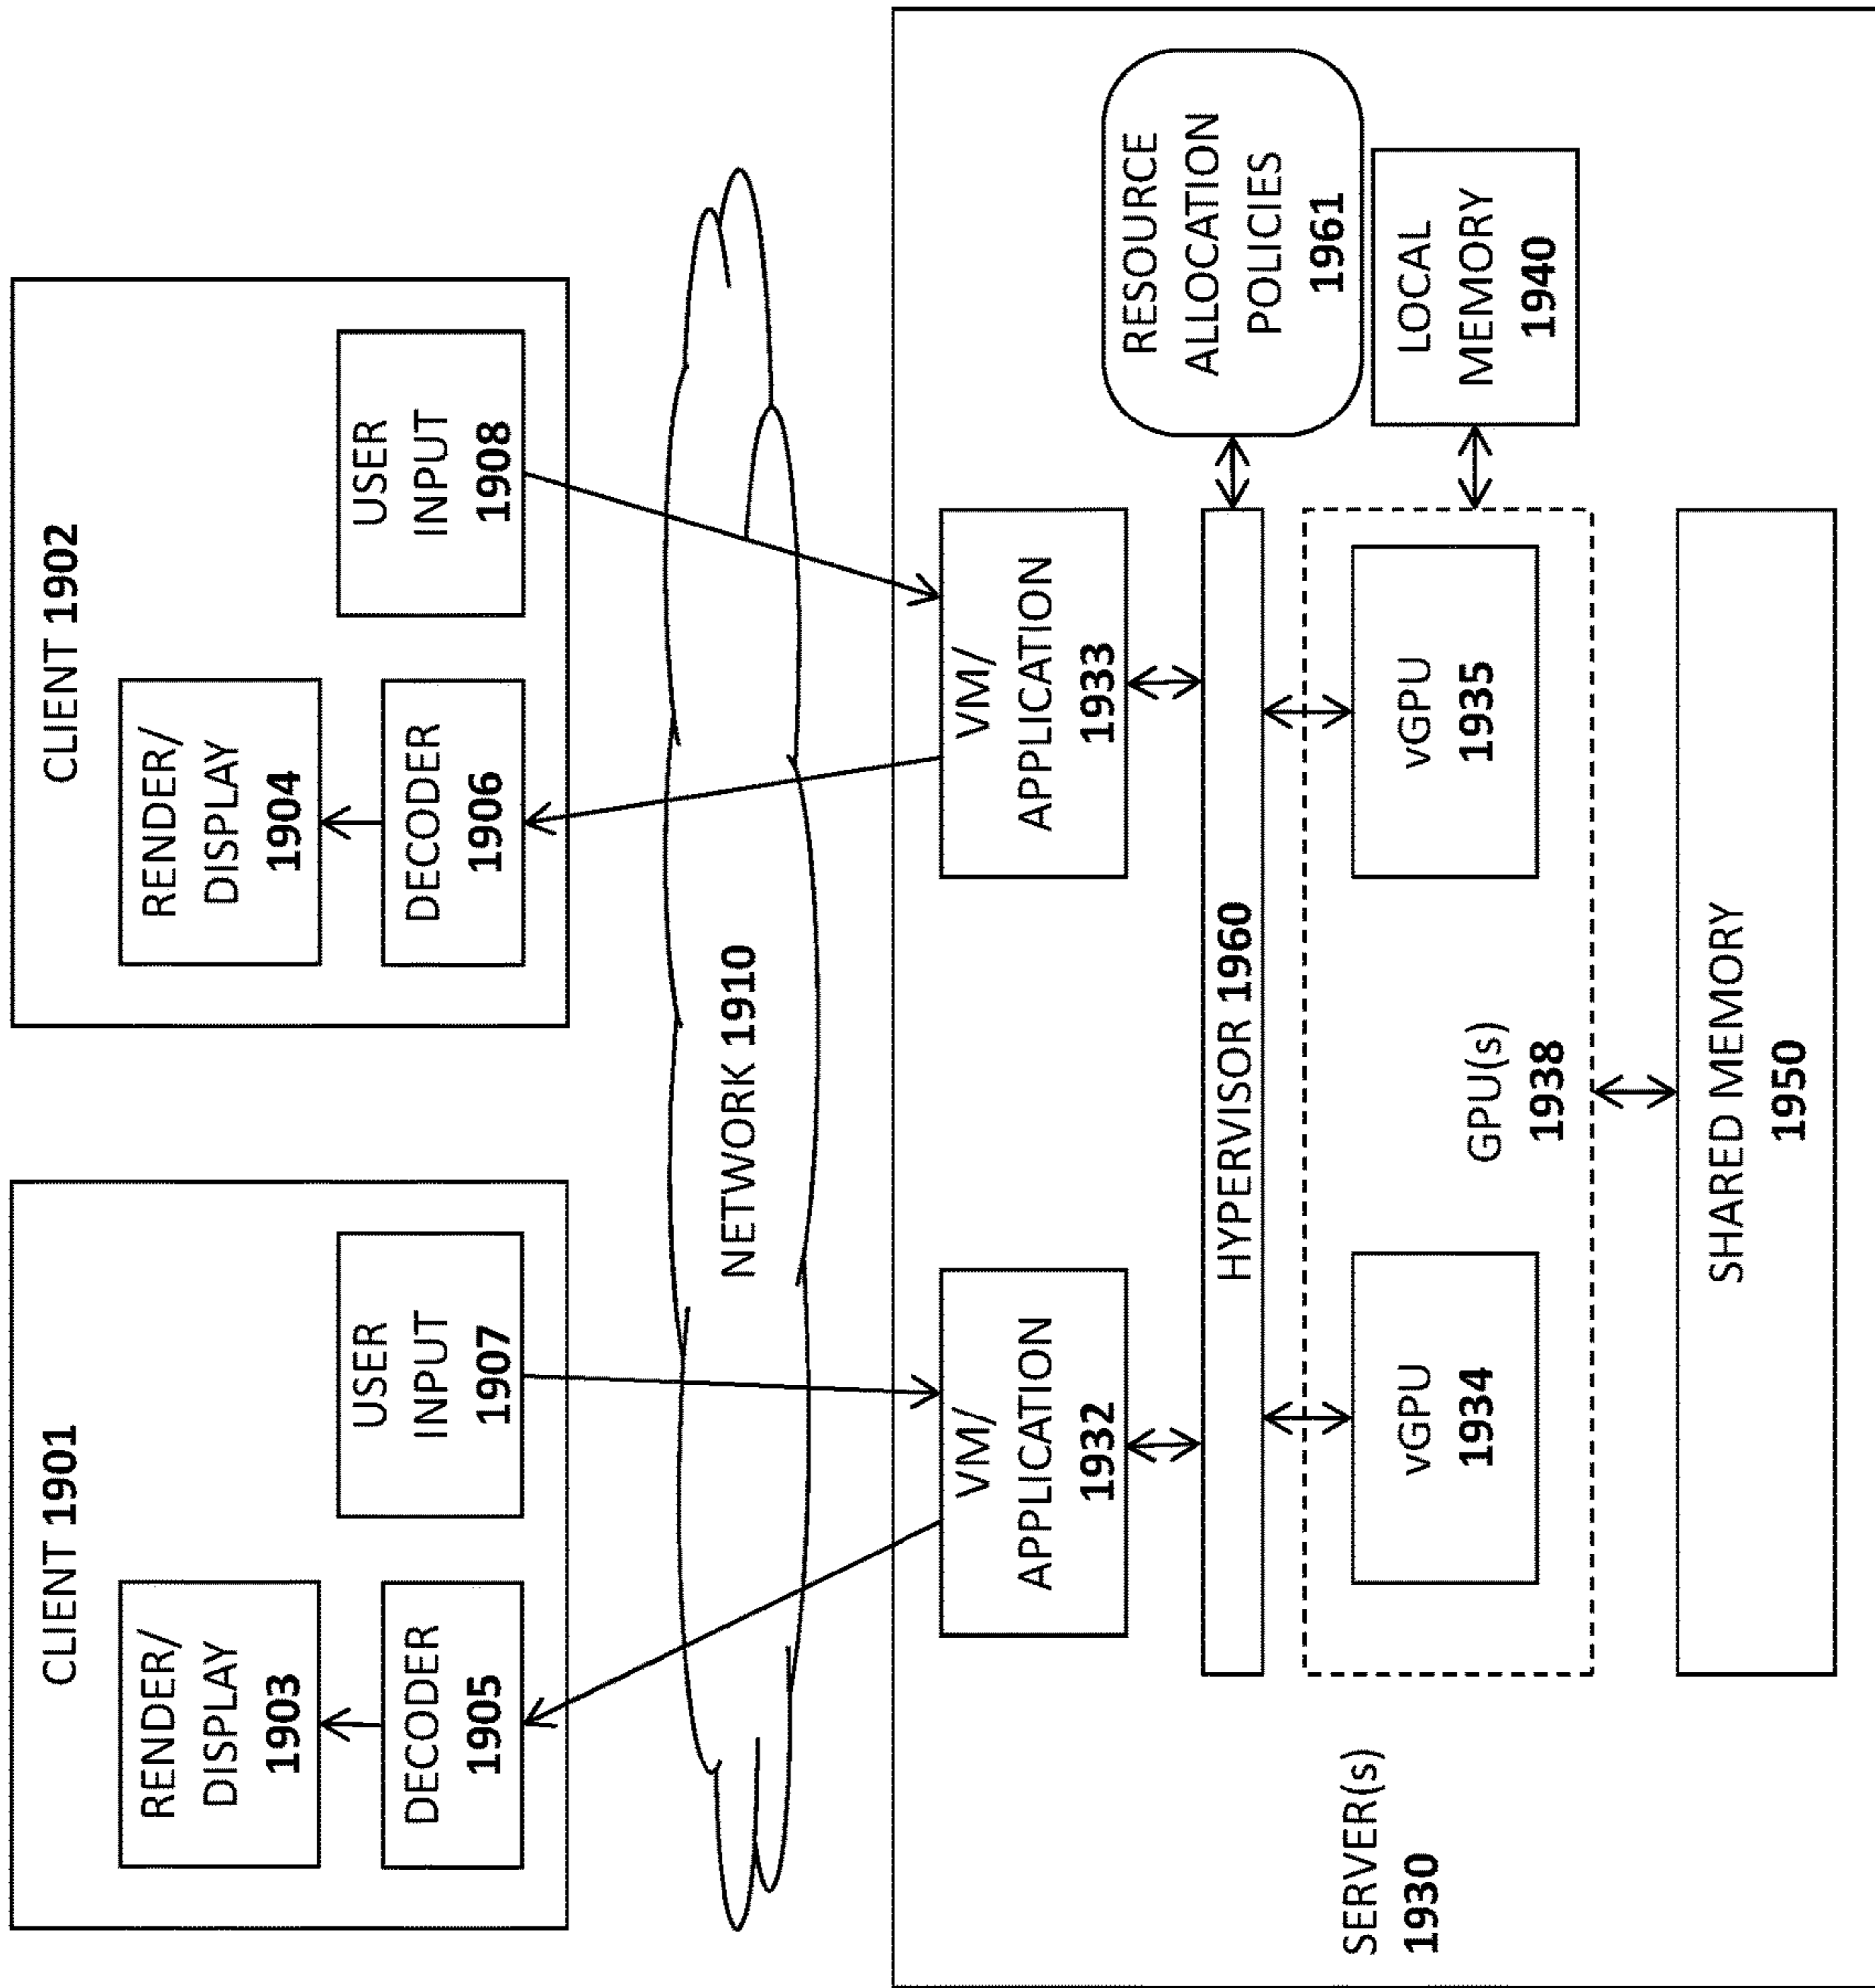 CLIENT 1901
RENDER/
DISPLAY
1903
DECODER
1905
USER
INPUT
1907
CLIENT 1902
RENDER/
DISPLAY
1904
DECODER
1906
USER
INPUT
1908
NETWORK 1910
SERVER(s)
1930
VM/
APPLICATION
1932
VM/
APPLICATION
1933
HYPERVISOR 1960
RESOURCE
ALLOCATION
POLICIES
1961
vGPU
1934
GPU(s)
1938
vGPU
1935
LOCAL
MEMORY
1940
SHARED MEMORY
1950